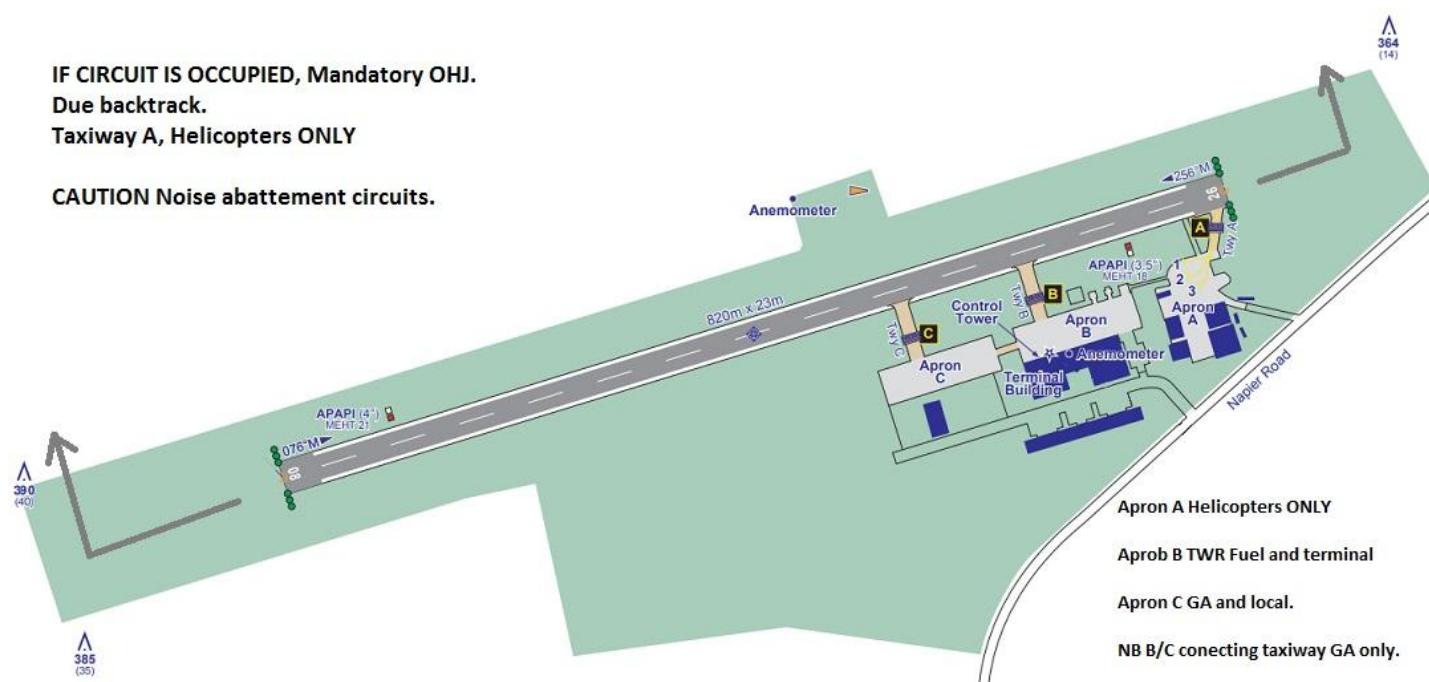 IF CIRCUIT IS OCCUPIED, Mandatory OHJ.
Due backtrack.
Taxiway A, Helicopters ONLY
CAUTION Noise abattement circuits.
364
(14)
256°M
26
Anemometer
A
Twy A
APAPI (3.5°)
MEHT 18
1
2
3
Apron
A
B
Twy B
Control
Tower
Apron
B
820m x 23m
C
Twy C
Anemometer
Apron
C
Terminal
Building
Napier Road
APAPI (4°)
MEHT 21
076°M
08
390
(40)
385
(35)
Apron A Helicopters ONLY
Aprob B TWR Fuel and terminal
Apron C GA and local.
NB B/C conecting taxiway GA only.